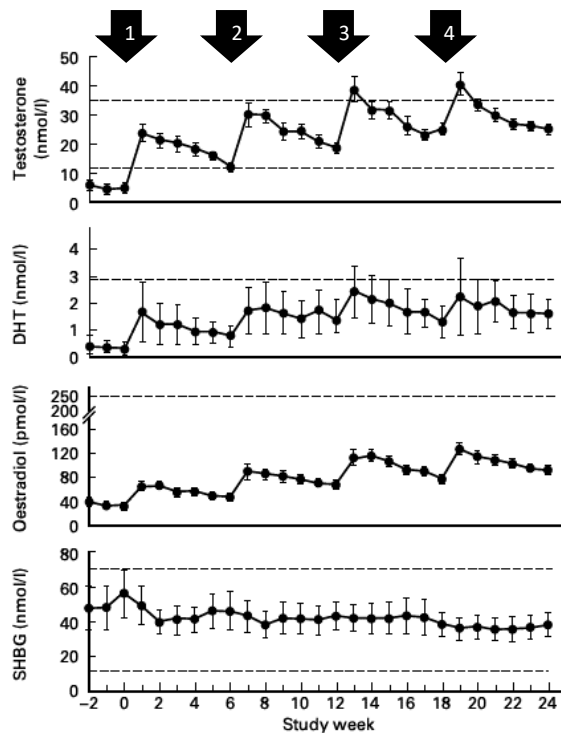 1 2 3 4
Testosterone
(nmol/l)
50
40
30
20
10
0
DHT (nmol/l)
4
3
2
1
0
Oestradiol (pmol/l)
250
200
160
120
80
40
0
SHBG (nmol/l)
80
60
40
20
0
–2 0 2 4 6 8 10 12 14 16 18 20 22 24
Study week